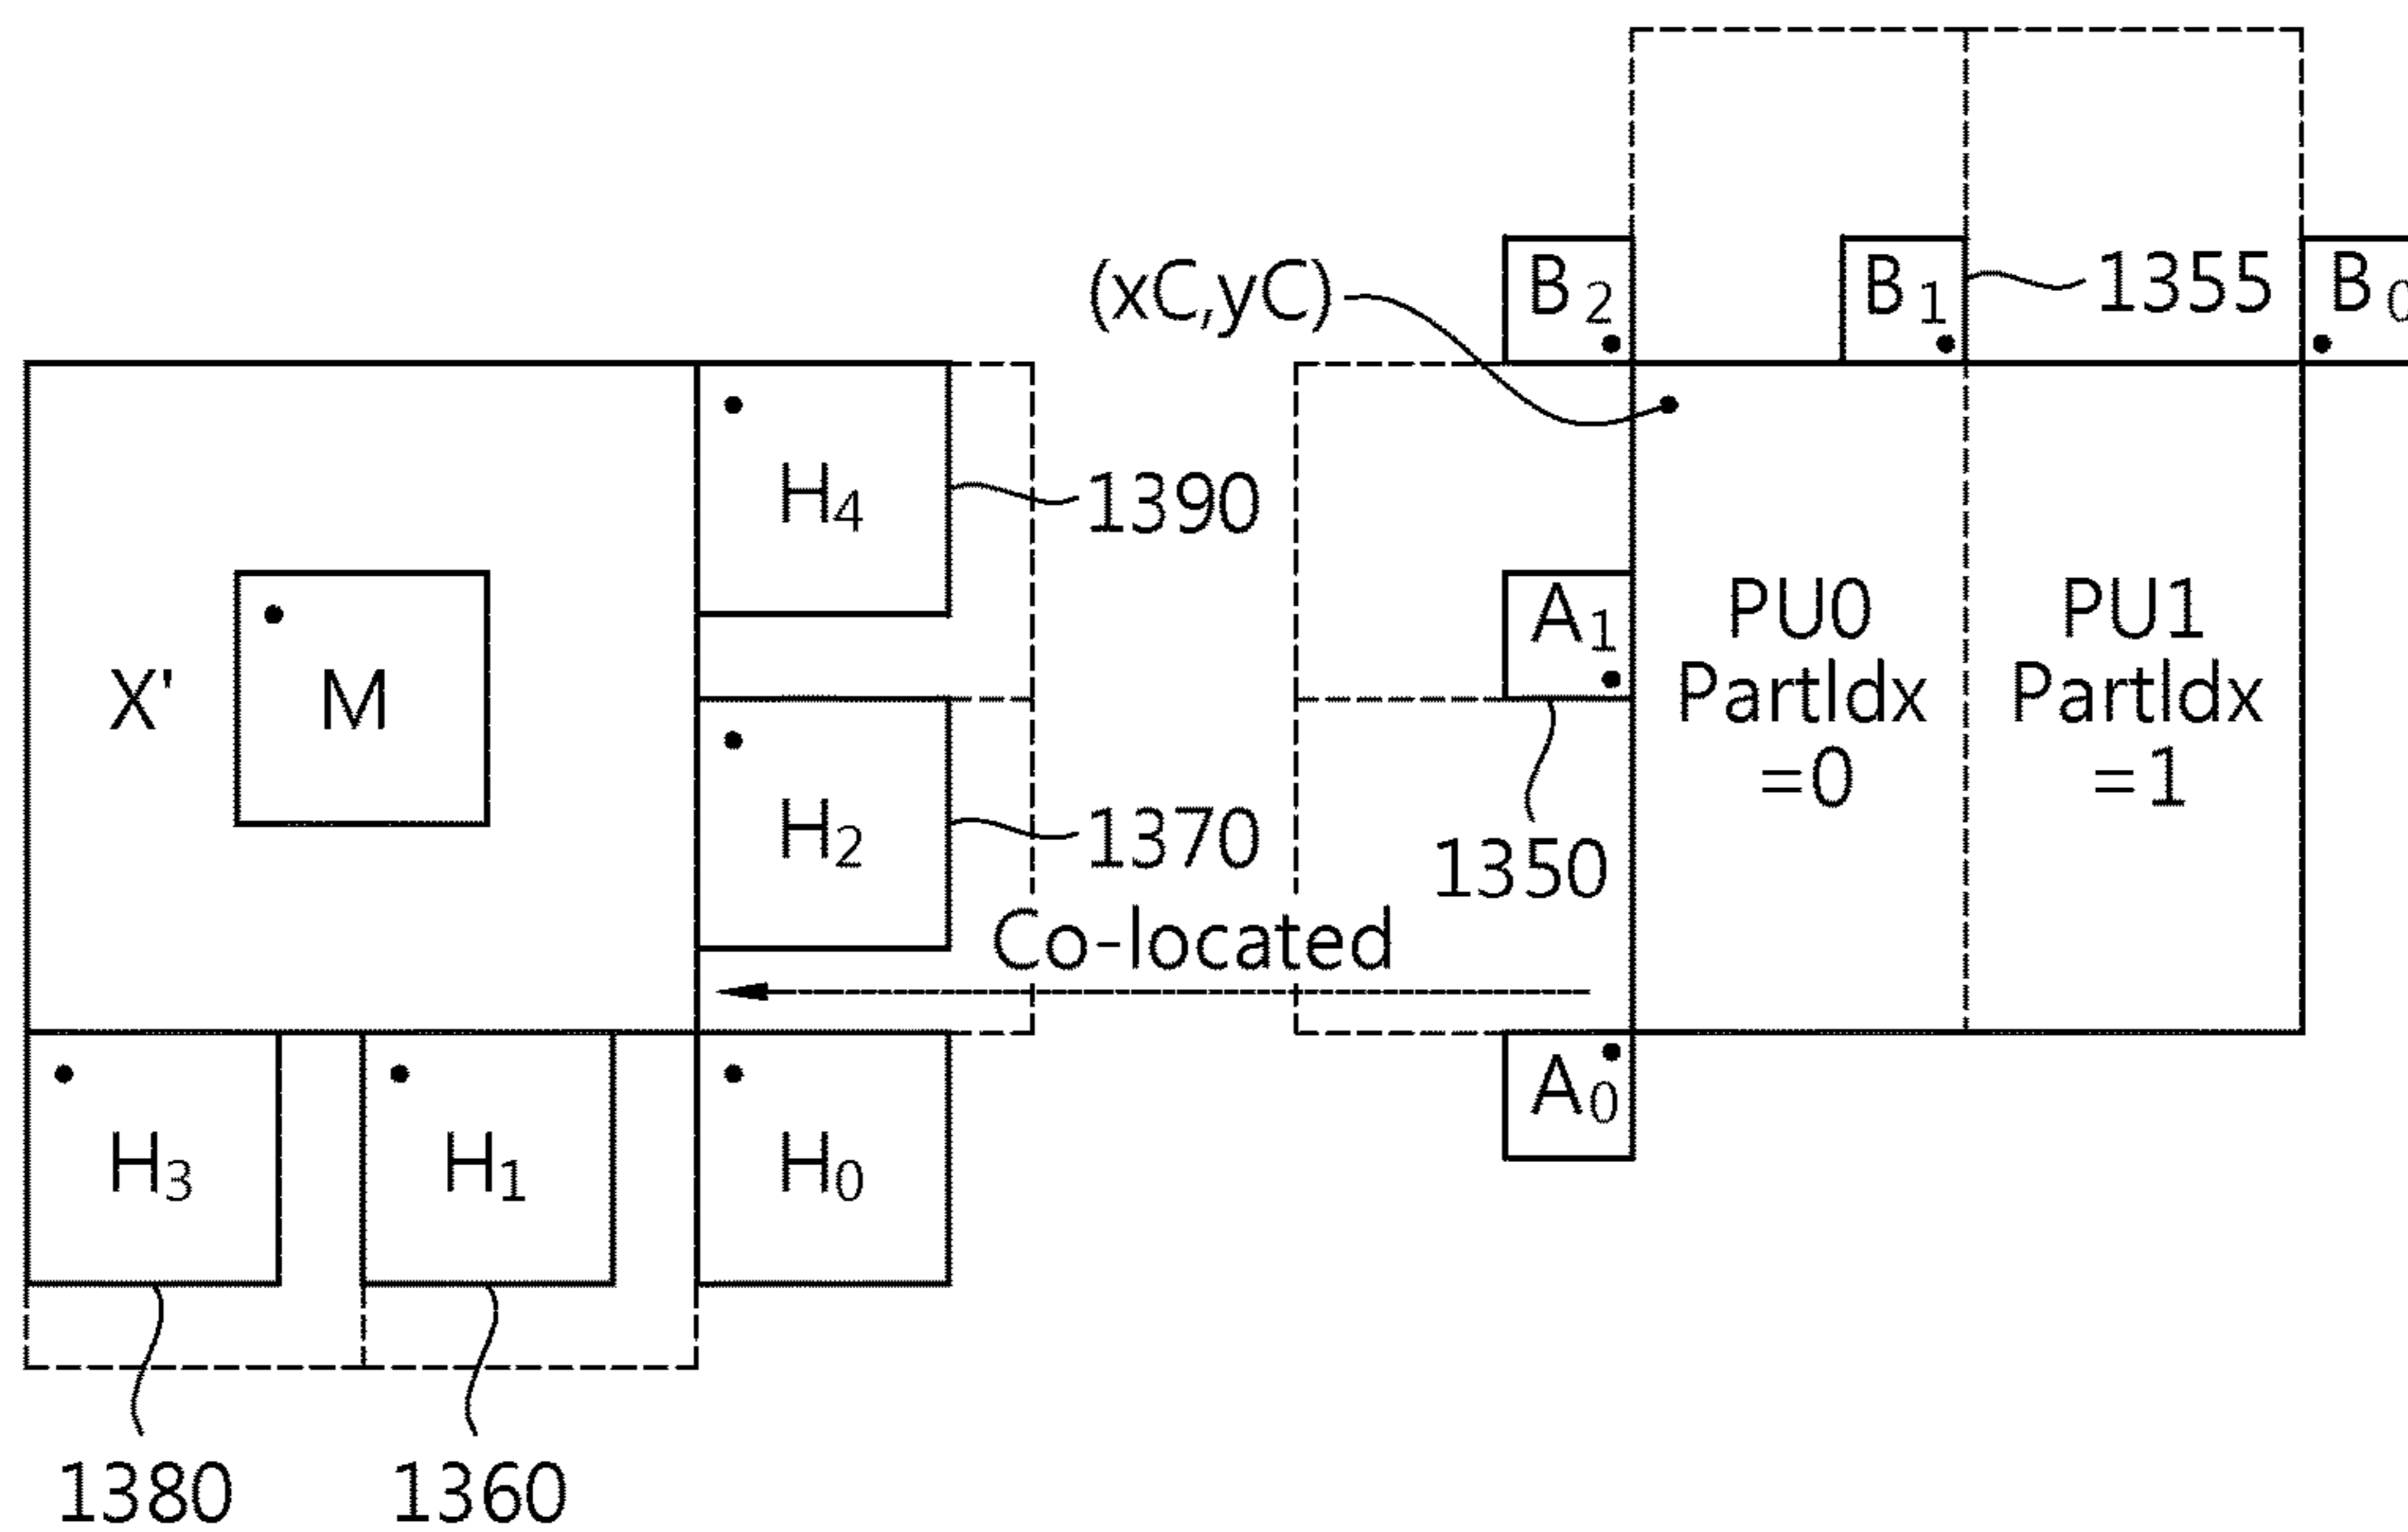 (xC,yC)
B2
B1
1355
B0
H4
1390
X'
M
A1
PU0
PartIdx
=0
PU1
PartIdx
=1
H2
1370
1350
Co-located
A0
H3
H1
H0
1380
1360